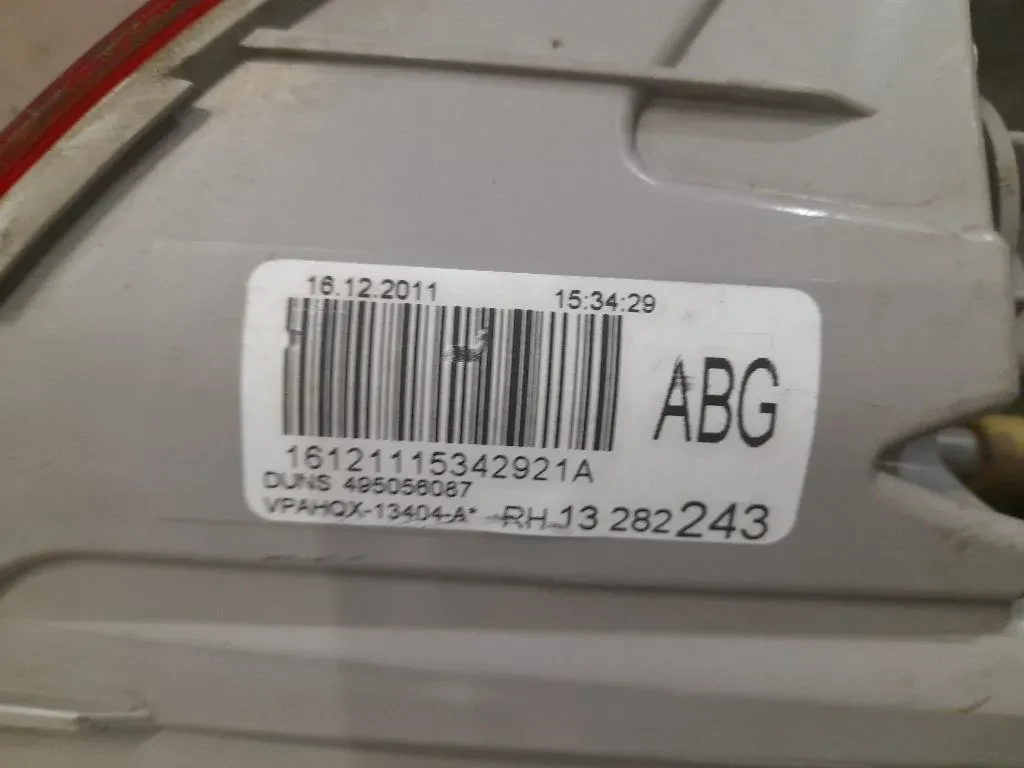 16.12.2011 15:34:29
ABG
16121115342921A
DUNS 495056087
VPAHQX-13404-A* RH 13 282 243